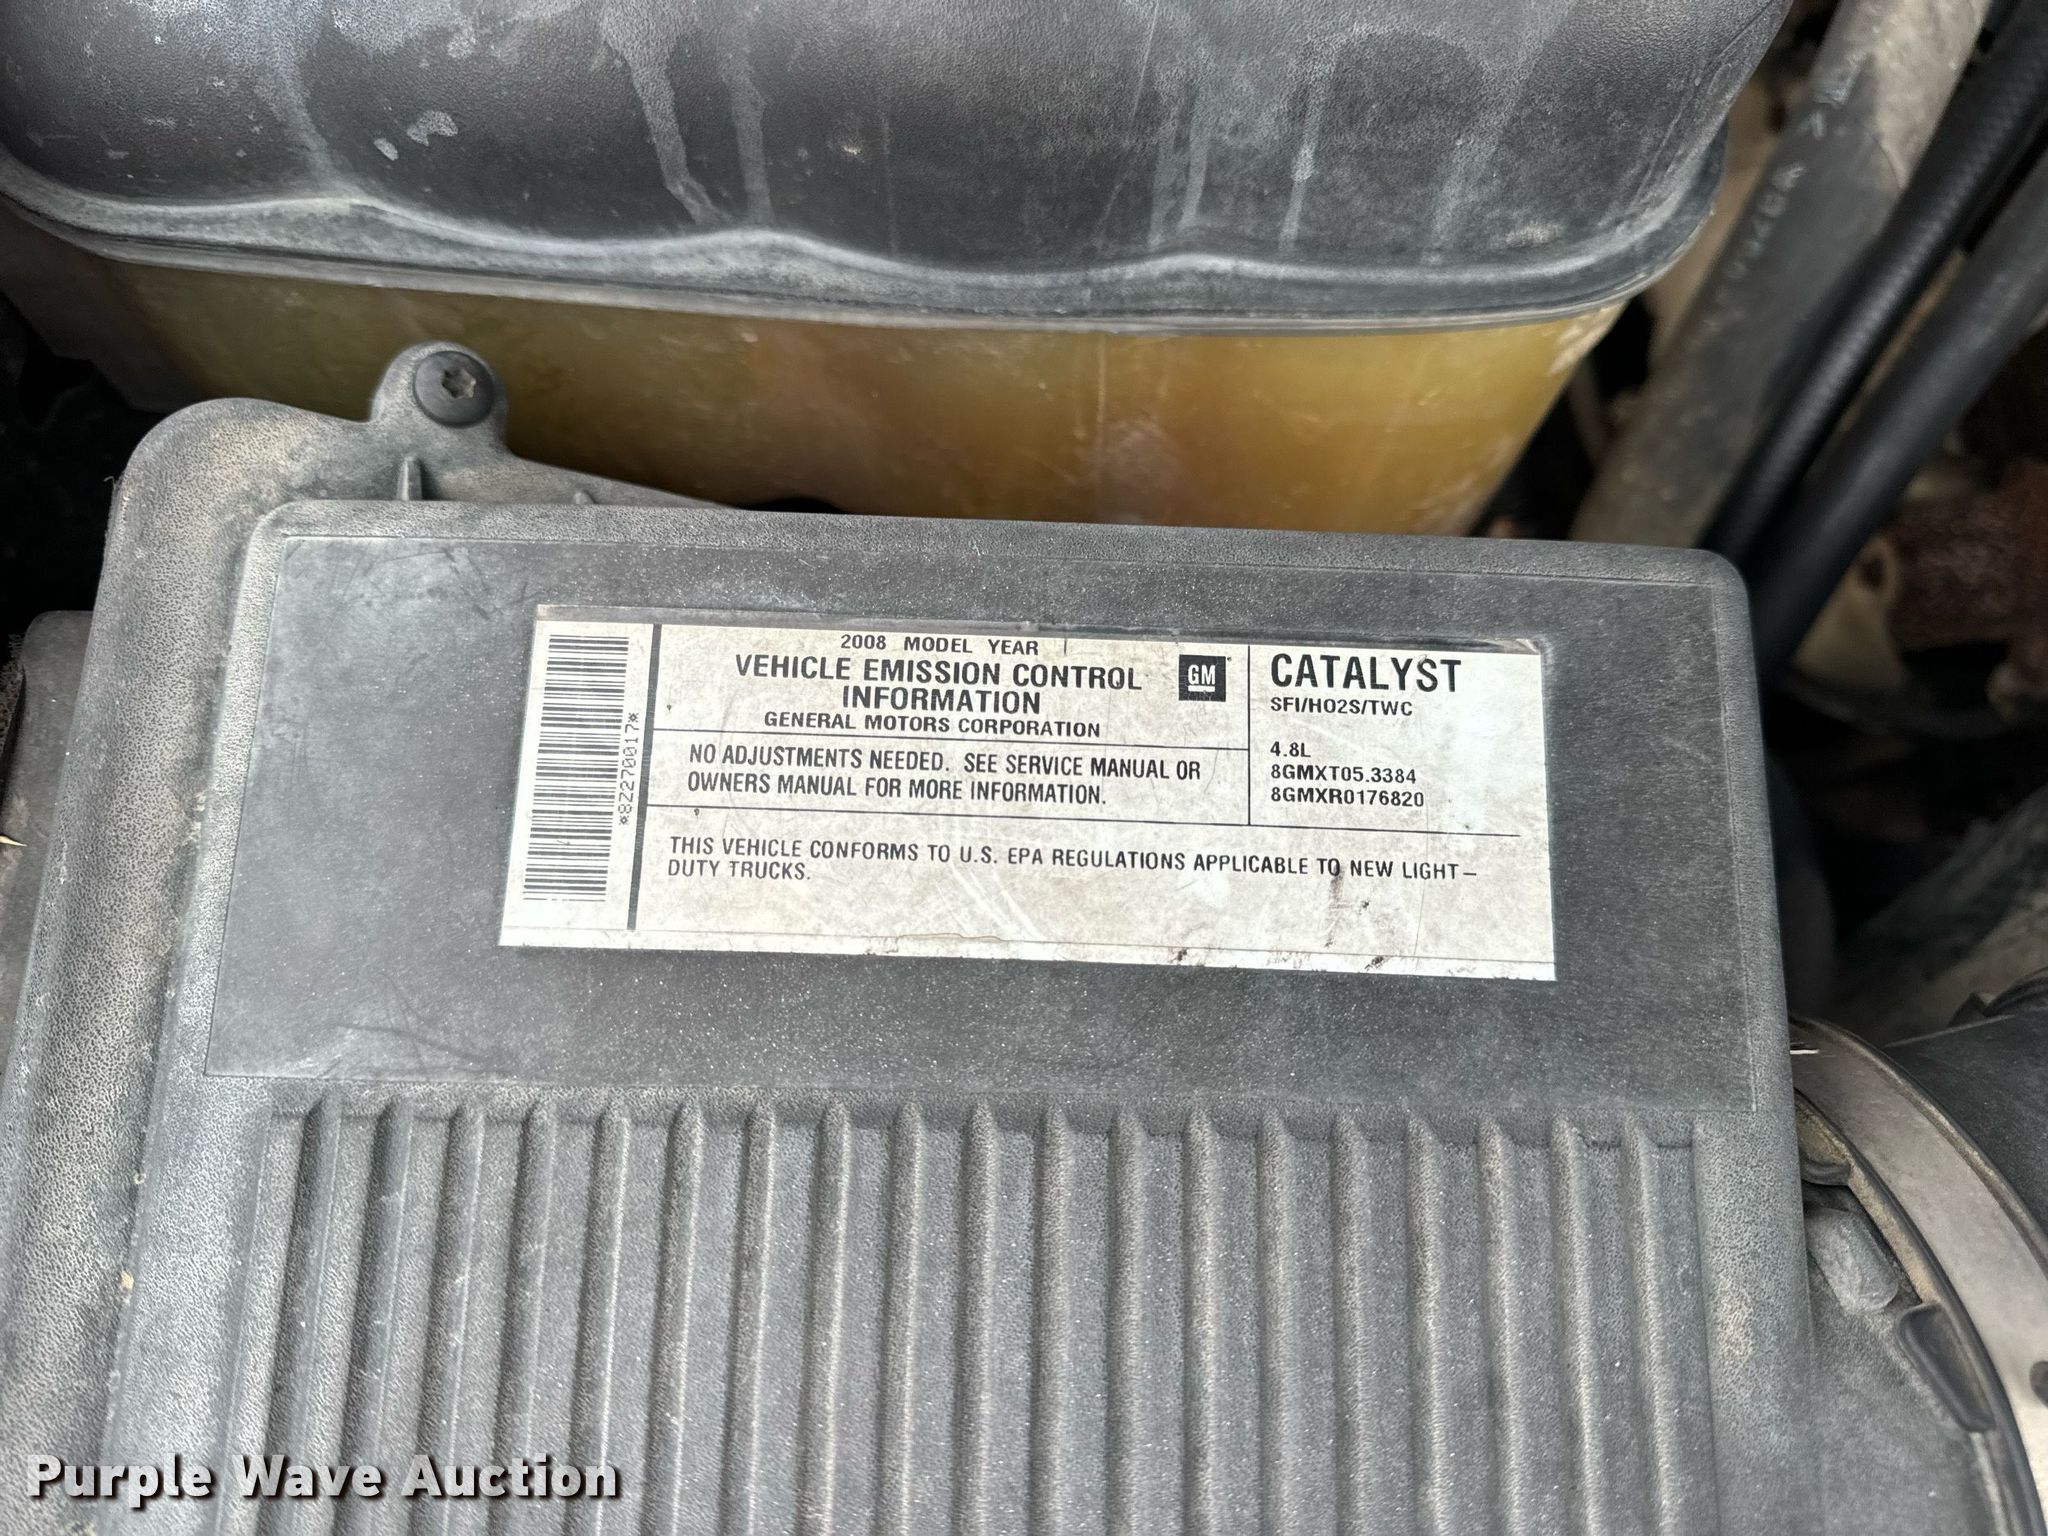 2008 MODEL YEAR
VEHICLE EMISSION CONTROL
INFORMATION
GENERAL MOTORS CORPORATION
GM
CATALYST
SFI/HO2S/TWC
4.8L
8GMXT05.3384
8GMXR0176820
NO ADJUSTMENTS NEEDED. SEE SERVICE MANUAL OR
OWNERS MANUAL FOR MORE INFORMATION.
THIS VEHICLE CONFORMS TO U.S. EPA REGULATIONS APPLICABLE TO NEW LIGHT-
DUTY TRUCKS.
*8Z270017*
Purple Wave Auction